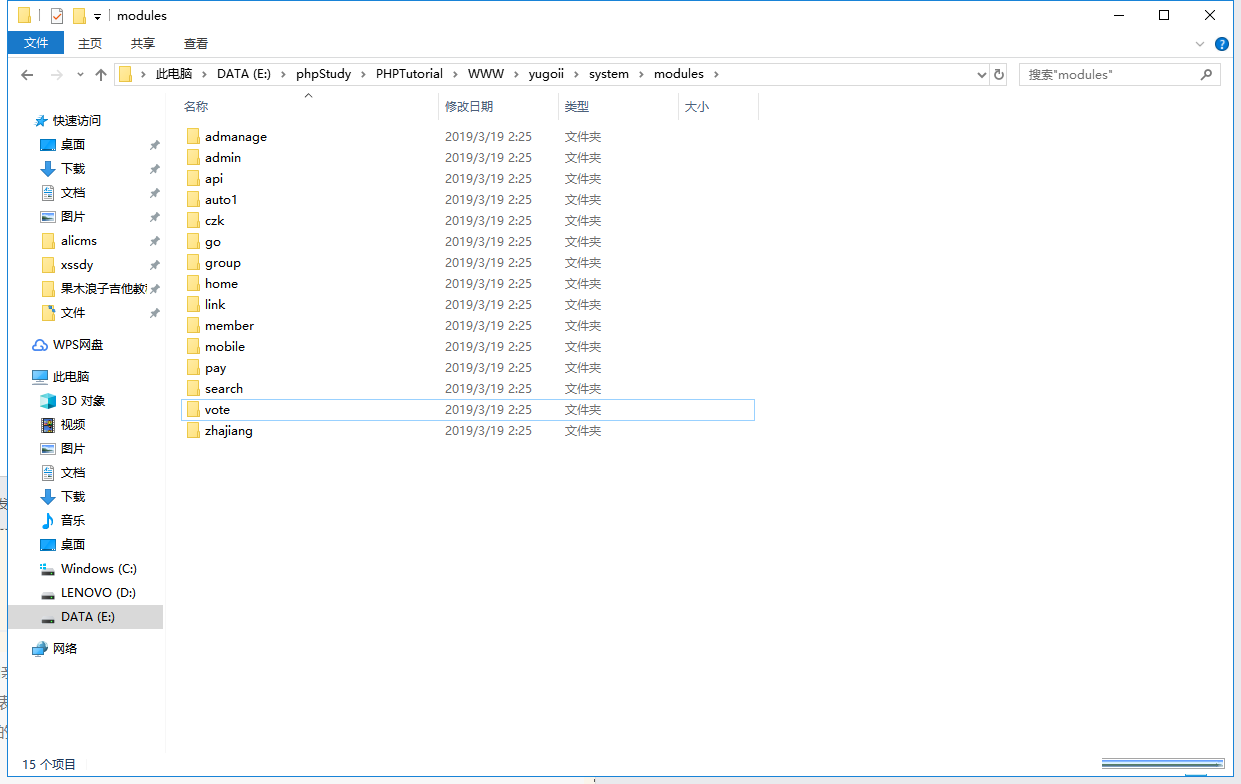 modules
文件 主页 共享 查看
此电脑 DATA (E:) phpStudy PHPTutorial WWW yugoii system modules
搜索"modules"
名称 修改日期 类型 大小
快速访问
桌面
下载
文档
图片
alicms
xssdy
果木浪子吉他教
文件
WPS网盘
此电脑
3D 对象
视频
图片
文档
下载
音乐
桌面
Windows (C:)
LENOVO (D:)
DATA (E:)
网络
admanage 2019/3/19 2:25 文件夹
admin 2019/3/19 2:25 文件夹
api 2019/3/19 2:25 文件夹
auto1 2019/3/19 2:25 文件夹
czk 2019/3/19 2:25 文件夹
go 2019/3/19 2:25 文件夹
group 2019/3/19 2:25 文件夹
home 2019/3/19 2:25 文件夹
link 2019/3/19 2:25 文件夹
member 2019/3/19 2:25 文件夹
mobile 2019/3/19 2:25 文件夹
pay 2019/3/19 2:25 文件夹
search 2019/3/19 2:25 文件夹
vote 2019/3/19 2:25 文件夹
zhajiang 2019/3/19 2:25 文件夹
15 个项目